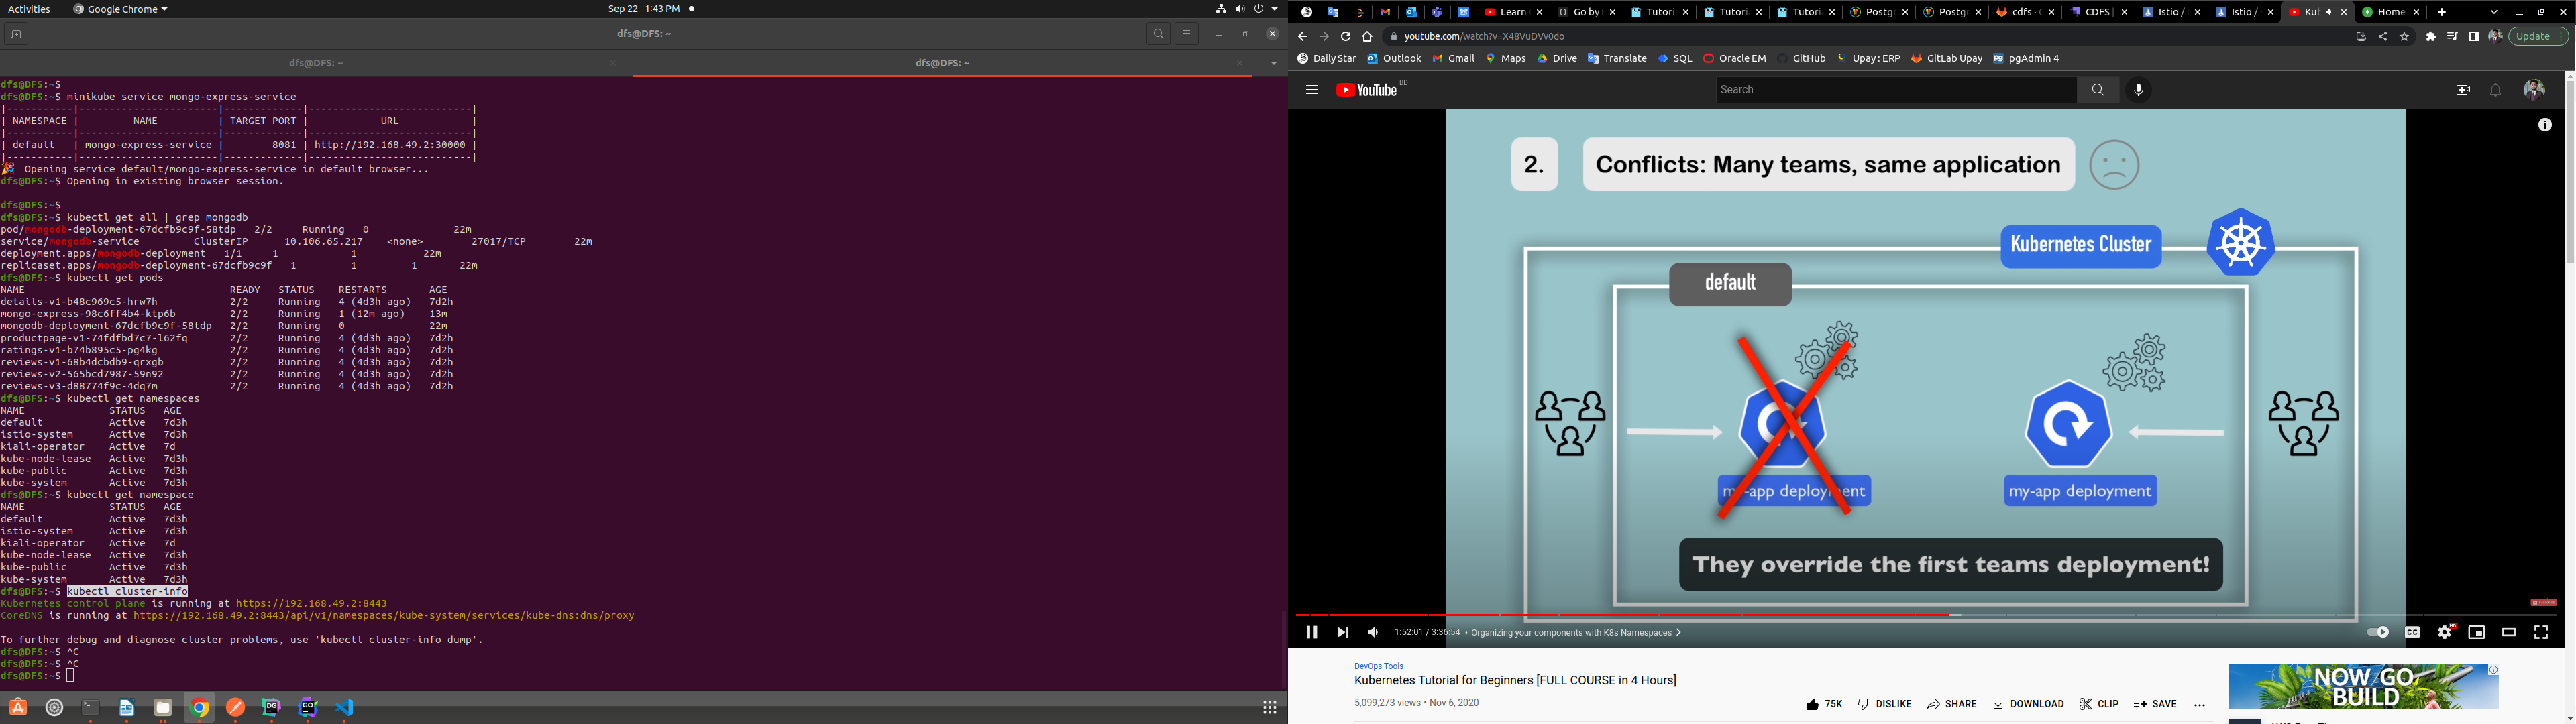 Activities Google Chrome Sep 22 1:43 PM
dfs@DFS: ~
dfs@DFS: ~ dfs@DFS: ~
dfs@DFS:~$
dfs@DFS:~$ minikube service mongo-express-service
|-----------|-----------------------|-------------|---------------------------|
| NAMESPACE | NAME | TARGET PORT | URL |
|-----------|-----------------------|-------------|---------------------------|
| default | mongo-express-service | 8081 | http://192.168.49.2:30000 |
|-----------|-----------------------|-------------|---------------------------|
🎉 Opening service default/mongo-express-service in default browser...
dfs@DFS:~$ Opening in existing browser session.
dfs@DFS:~$
dfs@DFS:~$ kubectl get all | grep mongodb
pod/mongodb-deployment-67dcfb9c9f-58tdp 2/2 Running 0 22m
service/mongodb-service ClusterIP 10.106.65.217 <none> 27017/TCP 22m
deployment.apps/mongodb-deployment 1/1 1 1 22m
replicaset.apps/mongodb-deployment-67dcfb9c9f 1 1 1 22m
dfs@DFS:~$ kubectl get pods
NAME READY STATUS RESTARTS AGE
details-v1-b48c969c5-hrw7h 2/2 Running 4 (4d3h ago) 7d2h
mongo-express-98c6ff4b4-ktp6b 2/2 Running 1 (12m ago) 13m
mongodb-deployment-67dcfb9c9f-58tdp 2/2 Running 0 22m
productpage-v1-74fdfbd7c7-l62fq 2/2 Running 4 (4d3h ago) 7d2h
ratings-v1-b74b895c5-pg4kg 2/2 Running 4 (4d3h ago) 7d2h
reviews-v1-68b4dcbdb9-qrxgb 2/2 Running 4 (4d3h ago) 7d2h
reviews-v2-565bcd7987-59n92 2/2 Running 4 (4d3h ago) 7d2h
reviews-v3-d88774f9c-4dq7m 2/2 Running 4 (4d3h ago) 7d2h
dfs@DFS:~$ kubectl get namespaces
NAME STATUS AGE
default Active 7d3h
istio-system Active 7d3h
kiali-operator Active 7d
kube-node-lease Active 7d3h
kube-public Active 7d3h
kube-system Active 7d3h
dfs@DFS:~$ kubectl get namespace
NAME STATUS AGE
default Active 7d3h
istio-system Active 7d3h
kiali-operator Active 7d
kube-node-lease Active 7d3h
kube-public Active 7d3h
kube-system Active 7d3h
dfs@DFS:~$ kubectl cluster-info
Kubernetes control plane is running at https://192.168.49.2:8443
CoreDNS is running at https://192.168.49.2:8443/api/v1/namespaces/kube-system/services/kube-dns:dns/proxy
To further debug and diagnose cluster problems, use 'kubectl cluster-info dump'.
dfs@DFS:~$ ^C
dfs@DFS:~$ ^C
dfs@DFS:~$
Learn Go by Tutoria Tutoria Tutoria Postgr Postgr cdfs · CDFS | Istio / Istio / Kub Home
youtube.com/watch?v=X48VuDVv0do Update
Daily Star Outlook Gmail Maps Drive Translate SQL Oracle EM GitHub Upay : ERP GitLab Upay pgAdmin 4
YouTube BD Search
2. Conflicts: Many teams, same application
Kubernetes Cluster
default
my-app deployment my-app deployment
They override the first teams deployment!
1:52:01 / 3:36:54 • Organizing your components with K8s Namespaces
CC HD
DevOps Tools
Kubernetes Tutorial for Beginners [FULL COURSE in 4 Hours]
5,099,273 views • Nov 6, 2020
75K DISLIKE SHARE DOWNLOAD CLIP SAVE
NOW GO
BUILD